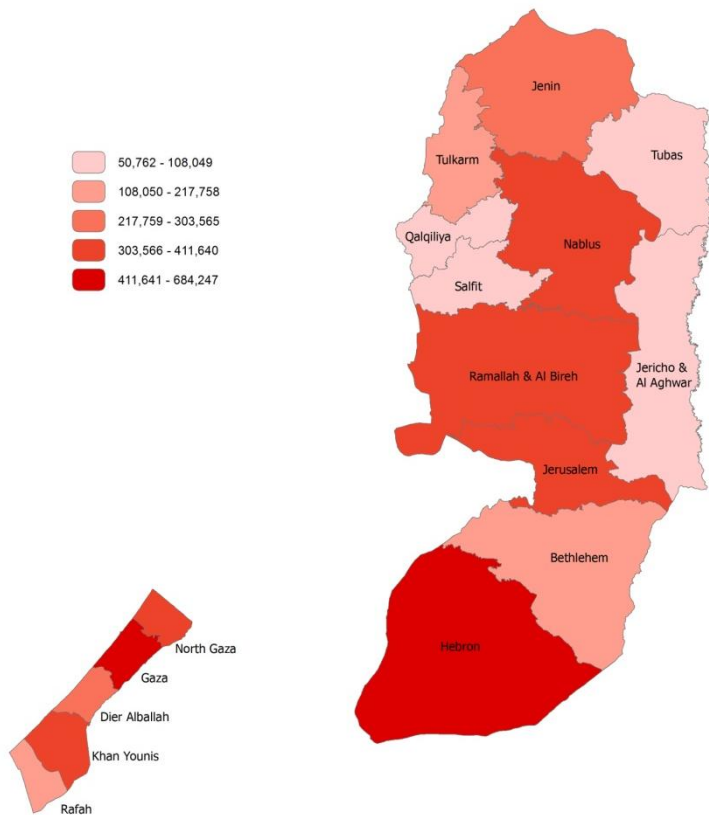 Jenin
Tulkarm
Tubas
50,762 - 108,049
108,050 - 217,758
217,759 - 303,565
303,566 - 411,640
411,641 - 684,247
Qalqiliya
Nablus
Salfit
Ramallah & Al Bireh
Jericho &
Al Aghwar
Jerusalem
Bethlehem
Hebron
North Gaza
Gaza
Dier Alballah
Khan Younis
Rafah